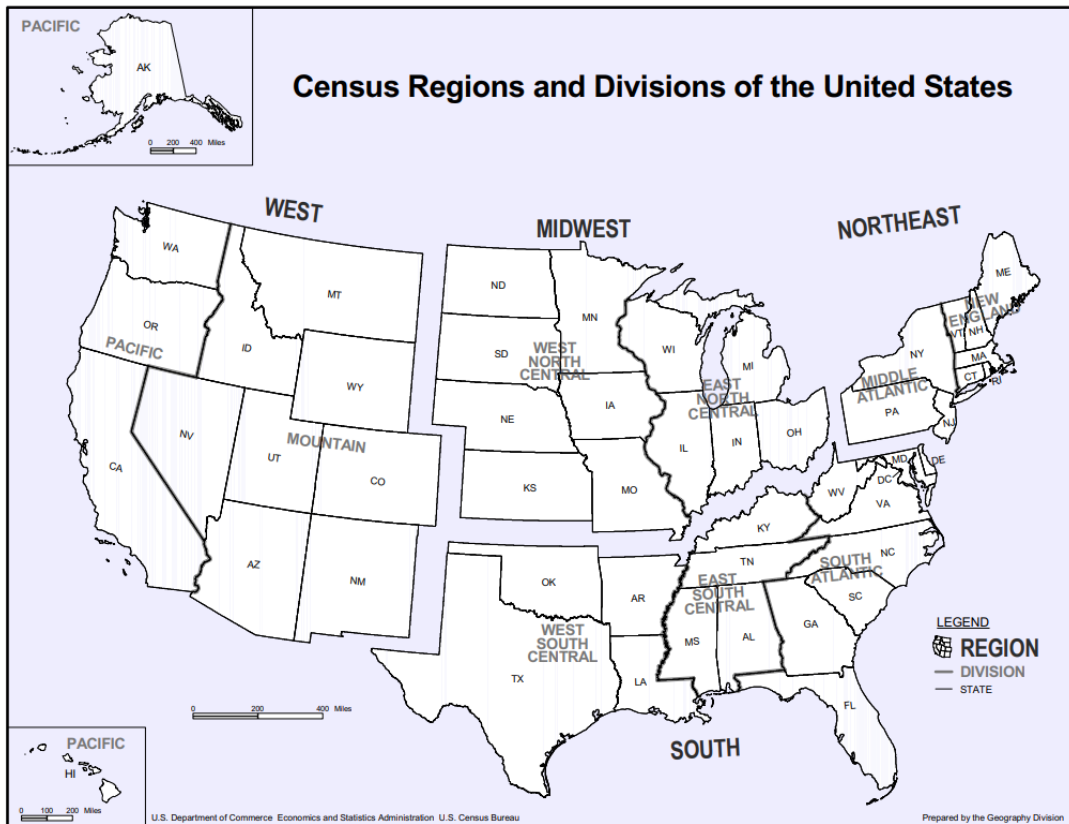 PACIFIC
AK
0 200 400 Miles
Census Regions and Divisions of the United States
WEST
MIDWEST
NORTHEAST
WA
MT
OR
ID
PACIFIC
WY
NV
UT
MOUNTAIN
CO
CA
AZ
NM
ND
MN
SD
WEST
NORTH
CENTRAL
NE
IA
KS
MO
WI
MI
EAST
NORTH
CENTRAL
IL
IN
OH
ME
NEW
ENGLAND
VT
NH
NY
MA
CT
RI
MIDDLE
ATLANTIC
PA
NJ
MD
DE
DC
WV
VA
KY
TN
NC
SOUTH
ATLANTIC
SC
EAST
SOUTH
CENTRAL
OK
AR
MS
AL
GA
WEST
SOUTH
CENTRAL
TX
LA
FL
SOUTH
LEGEND
REGION
DIVISION
STATE
0 200 400 Miles
PACIFIC
HI
0 100 200 Miles
U.S. Department of Commerce Economics and Statistics Administration U.S. Census Bureau
Prepared by the Geography Division